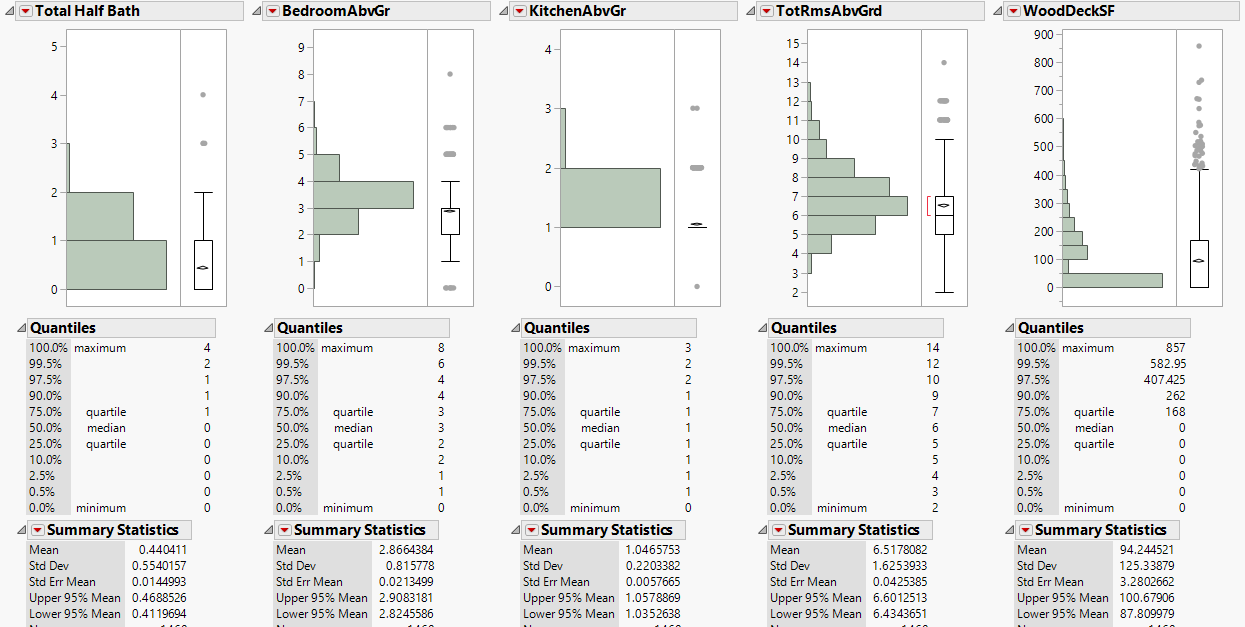 Total Half Bath
5
4
3
2
1
0
Quantiles
100.0% maximum 4
99.5% 2
97.5% 1
90.0% 1
75.0% quartile 1
50.0% median 0
25.0% quartile 0
10.0% 0
2.5% 0
0.5% 0
0.0% minimum 0
Summary Statistics
Mean 0.440411
Std Dev 0.5540157
Std Err Mean 0.0144993
Upper 95% Mean 0.4688526
Lower 95% Mean 0.4119694
BedroomAbvGr
9
8
7
6
5
4
3
2
1
0
Quantiles
100.0% maximum 8
99.5% 6
97.5% 4
90.0% 4
75.0% quartile 3
50.0% median 3
25.0% quartile 2
10.0% 2
2.5% 1
0.5% 1
0.0% minimum 0
Summary Statistics
Mean 2.8664384
Std Dev 0.815778
Std Err Mean 0.0213499
Upper 95% Mean 2.9083181
Lower 95% Mean 2.8245586
KitchenAbvGr
4
3
2
1
0
Quantiles
100.0% maximum 3
99.5% 2
97.5% 2
90.0% 1
75.0% quartile 1
50.0% median 1
25.0% quartile 1
10.0% 1
2.5% 1
0.5% 1
0.0% minimum 0
Summary Statistics
Mean 1.0465753
Std Dev 0.2203382
Std Err Mean 0.0057665
Upper 95% Mean 1.0578869
Lower 95% Mean 1.0352638
TotRmsAbvGrd
15
14
13
12
11
10
9
8
7
6
5
4
3
2
Quantiles
100.0% maximum 14
99.5% 12
97.5% 10
90.0% 9
75.0% quartile 7
50.0% median 6
25.0% quartile 5
10.0% 5
2.5% 4
0.5% 3
0.0% minimum 2
Summary Statistics
Mean 6.5178082
Std Dev 1.6253933
Std Err Mean 0.0425385
Upper 95% Mean 6.6012513
Lower 95% Mean 6.4343651
WoodDeckSF
900
800
700
600
500
400
300
200
100
0
Quantiles
100.0% maximum 857
99.5% 582.95
97.5% 407.425
90.0% 262
75.0% quartile 168
50.0% median 0
25.0% quartile 0
10.0% 0
2.5% 0
0.5% 0
0.0% minimum 0
Summary Statistics
Mean 94.244521
Std Dev 125.33879
Std Err Mean 3.2802662
Upper 95% Mean 100.67906
Lower 95% Mean 87.809979